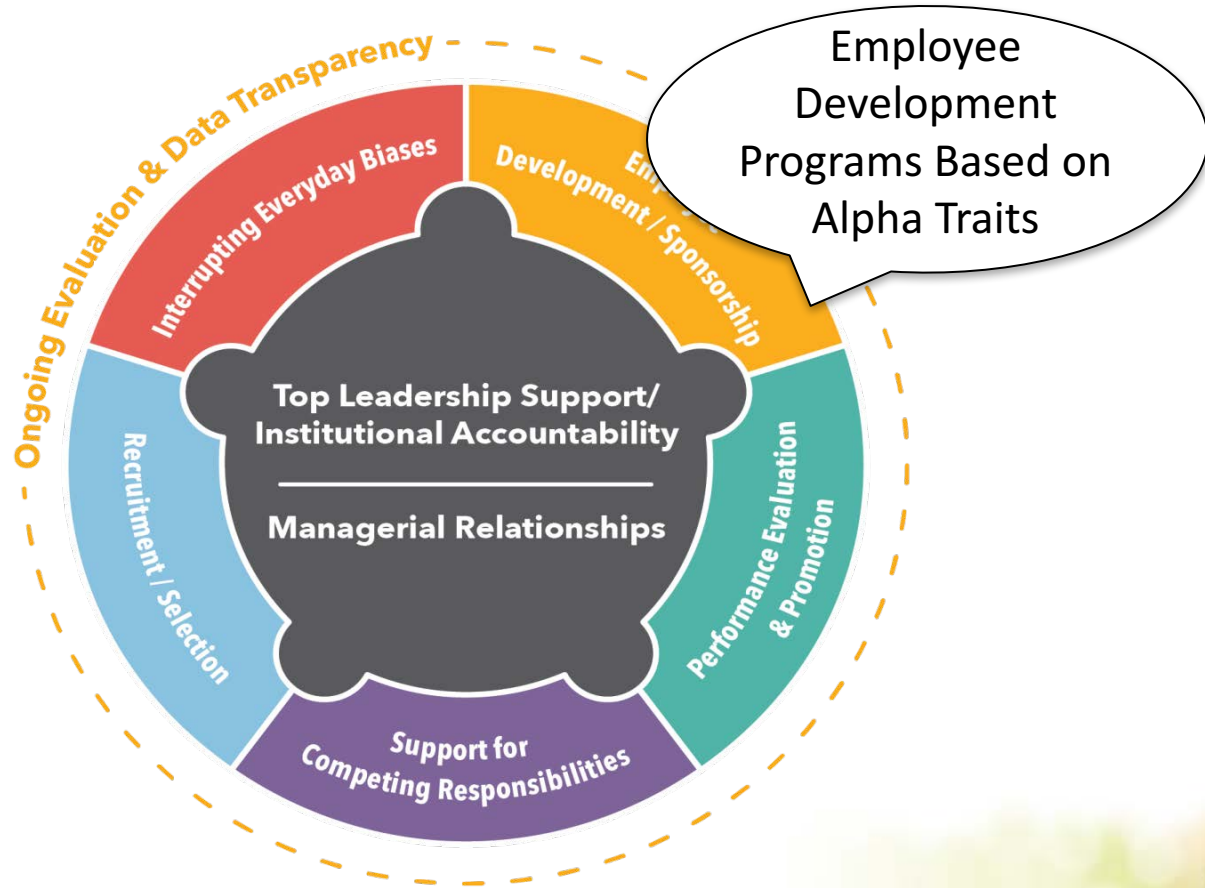 Ongoing Evaluation & Data Transparency
Interrupting Everyday Biases
Development / Sponsorship
Employee
Development
Programs Based on
Alpha Traits
Top Leadership Support/
Institutional Accountability
Managerial Relationships
Recruitment / Selection
Performance Evaluation
& Promotion
Support for
Competing Responsibilities